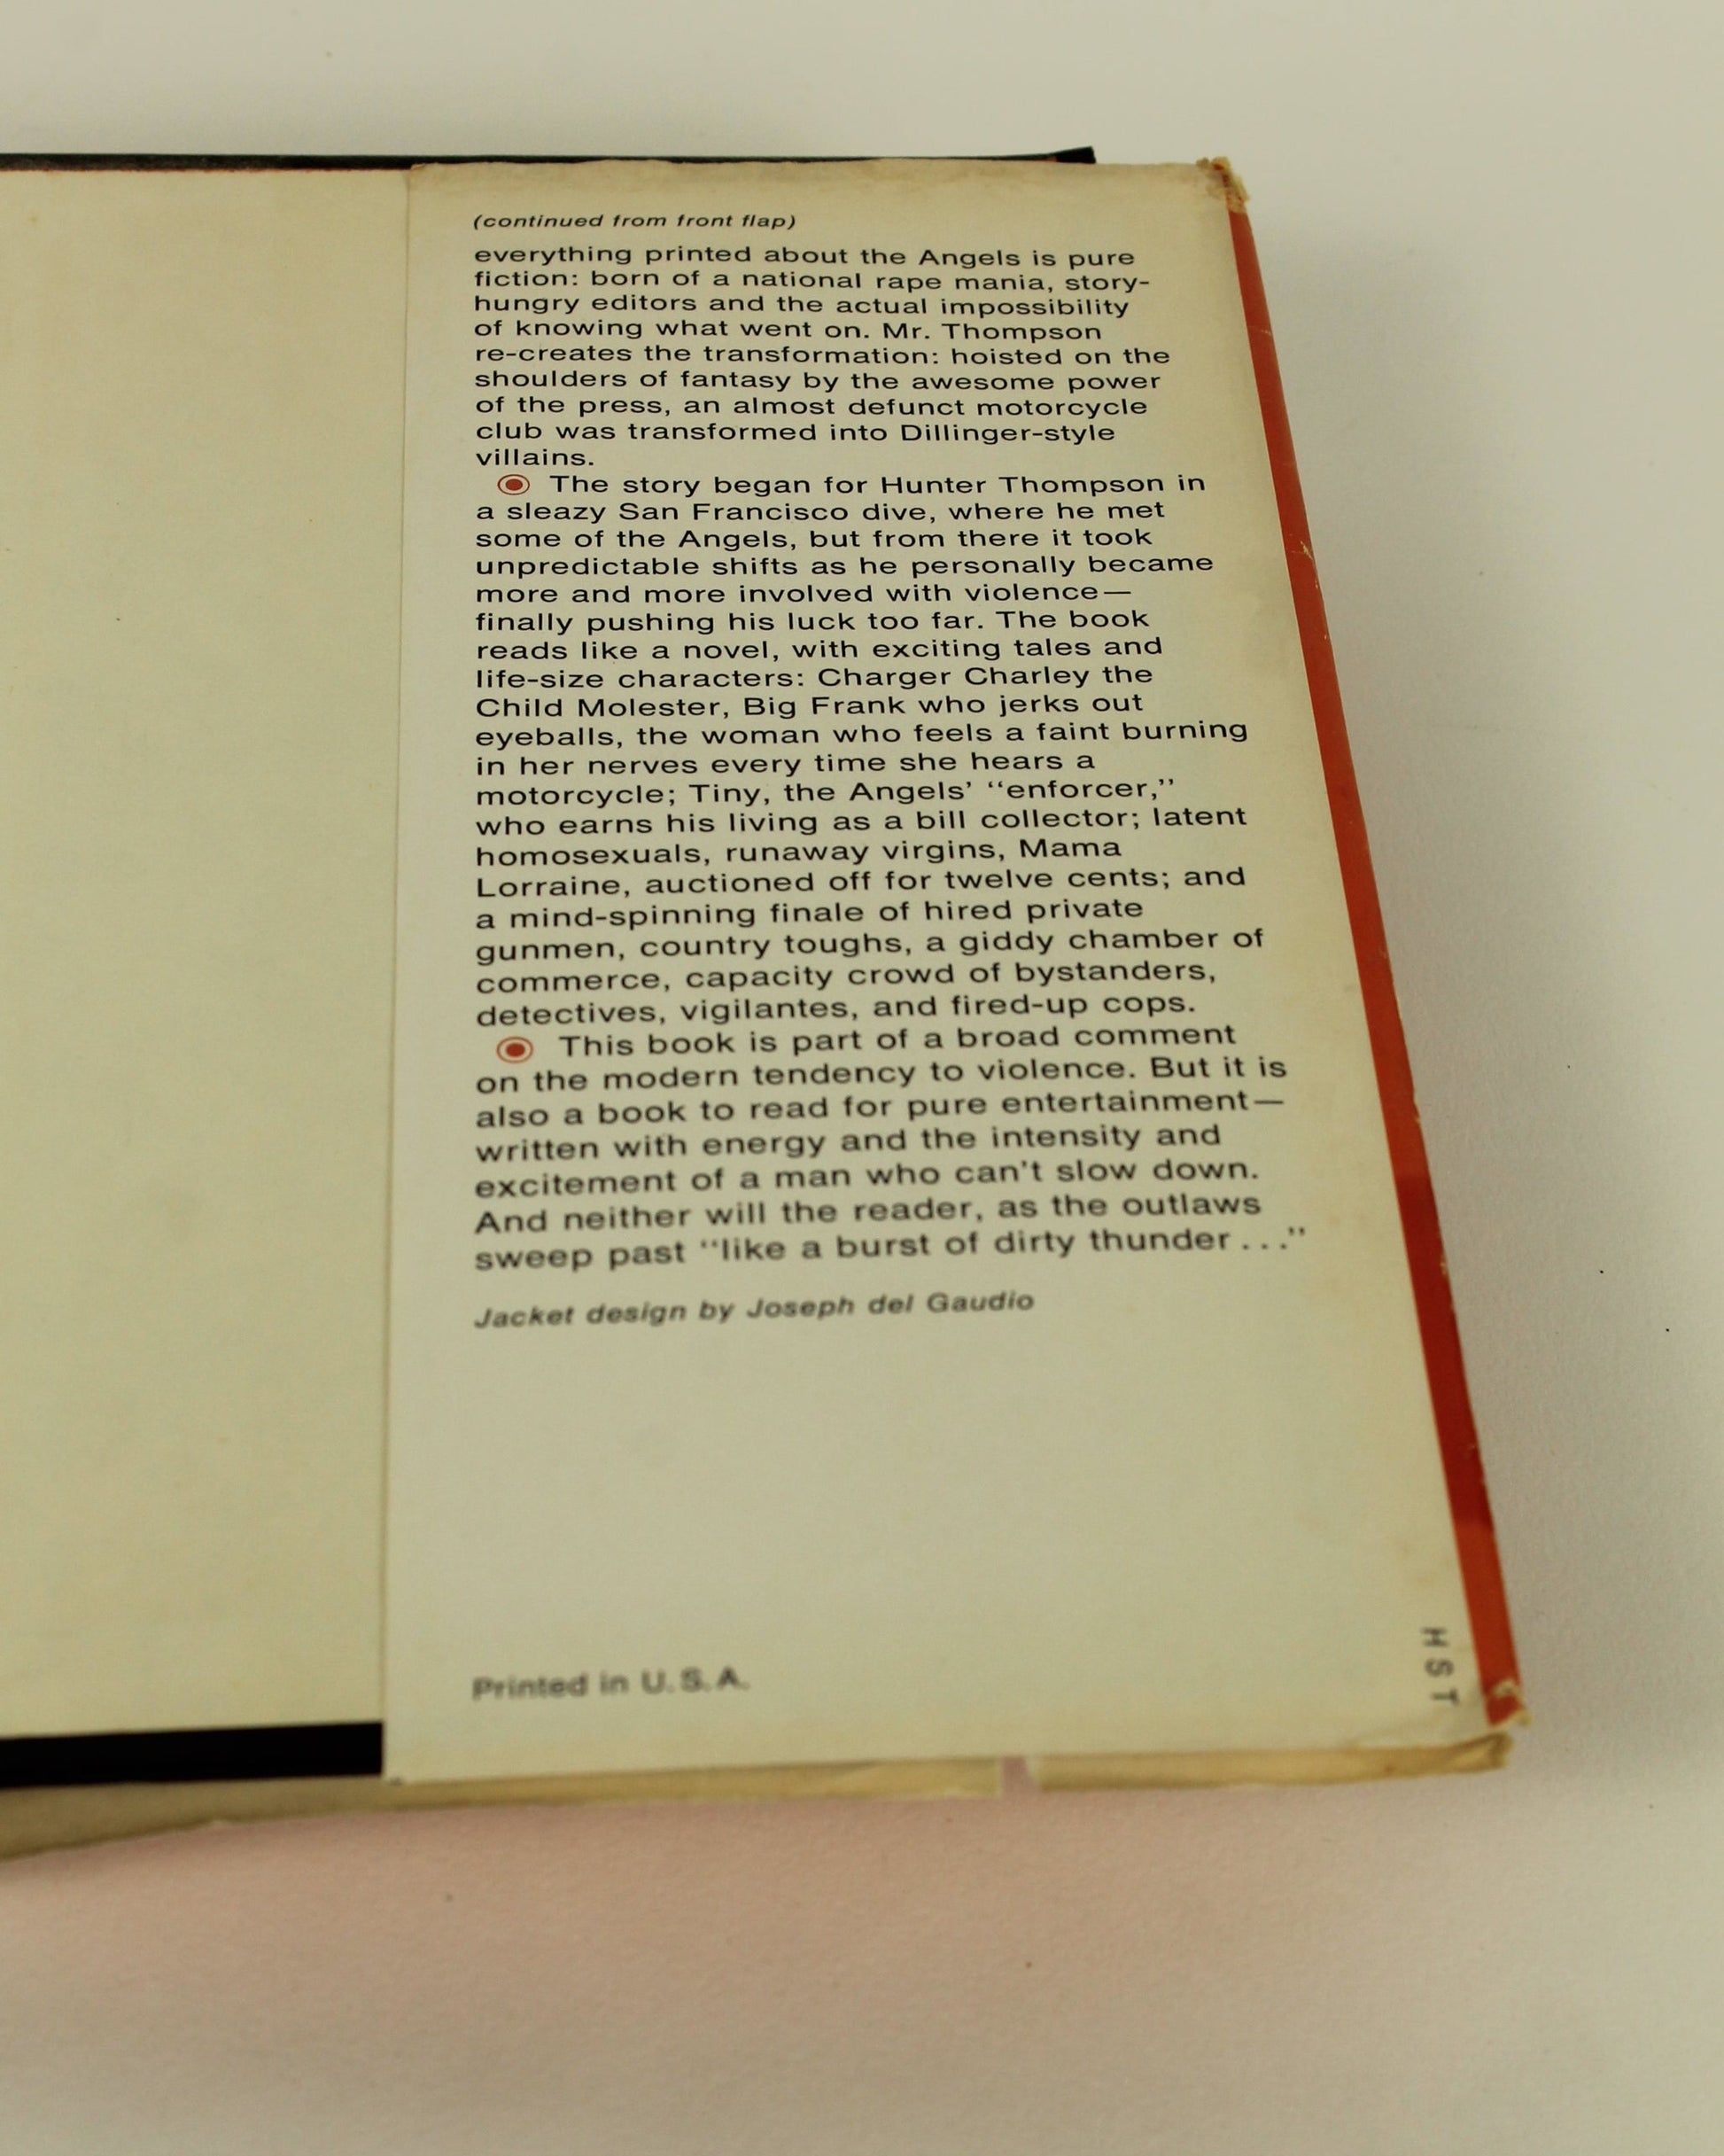 (continued from front flap)
everything printed about the Angels is pure
fiction: born of a national rape mania, story-
hungry editors and the actual impossibility
of knowing what went on. Mr. Thompson
re-creates the transformation: hoisted on the
shoulders of fantasy by the awesome power
of the press, an almost defunct motorcycle
club was transformed into Dillinger-style
villains.
The story began for Hunter Thompson in
a sleazy San Francisco dive, where he met
some of the Angels, but from there it took
unpredictable shifts as he personally became
more and more involved with violence—
finally pushing his luck too far. The book
reads like a novel, with exciting tales and
life-size characters: Charger Charley the
Child Molester, Big Frank who jerks out
eyeballs, the woman who feels a faint burning
in her nerves every time she hears a
motorcycle; Tiny, the Angels’ “enforcer,”
who earns his living as a bill collector; latent
homosexuals, runaway virgins, Mama
Lorraine, auctioned off for twelve cents; and
a mind-spinning finale of hired private
gunmen, country toughs, a giddy chamber of
commerce, capacity crowd of bystanders,
detectives, vigilantes, and fired-up cops.
This book is part of a broad comment
on the modern tendency to violence. But it is
also a book to read for pure entertainment—
written with energy and the intensity and
excitement of a man who can’t slow down.
And neither will the reader, as the outlaws
sweep past “like a burst of dirty thunder . . .”
Jacket design by Joseph del Gaudio
Printed in U.S.A.
HST